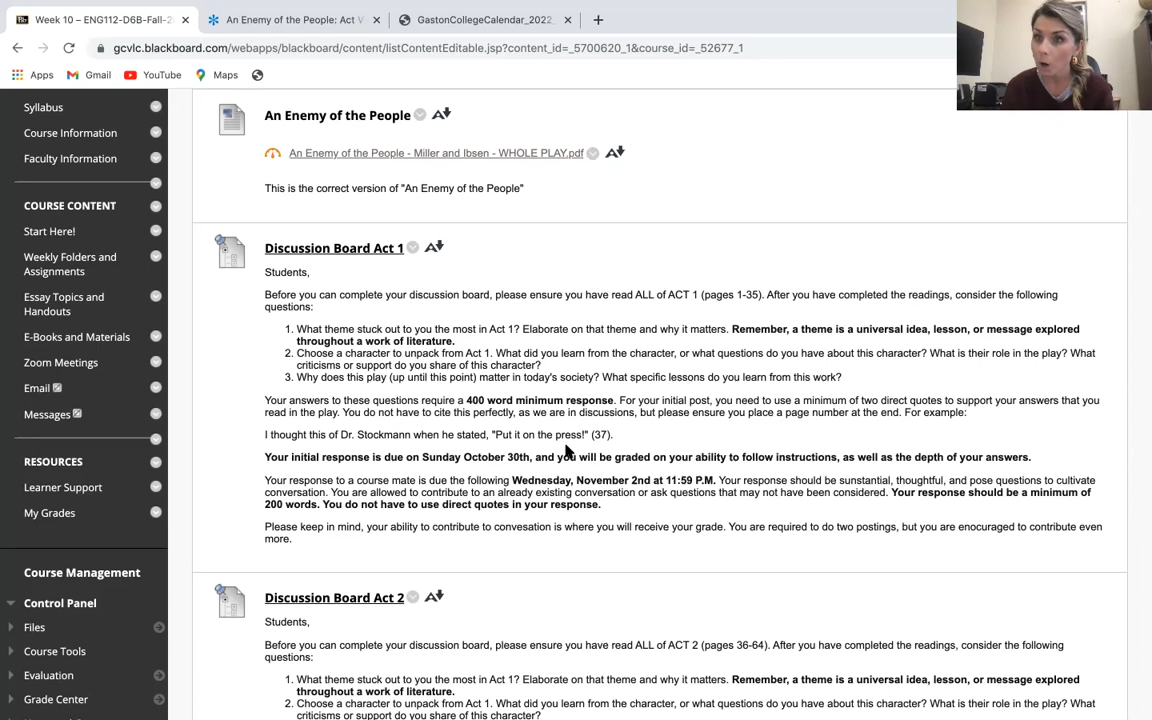 Week 10 – ENG112-D6B-Fall-2
An Enemy of the People: Act V
GastonCollegeCalendar_2022_
gcvlc.blackboard.com/webapps/blackboard/content/listContentEditable.jsp?content_id=_5700620_1&course_id=_52677_1
Apps
Gmail
YouTube
Maps
Syllabus
Course Information
Faculty Information
COURSE CONTENT
Start Here!
Weekly Folders and
Assignments
Essay Topics and
Handouts
E-Books and Materials
Zoom Meetings
Email
Messages
RESOURCES
Learner Support
My Grades
Course Management
Control Panel
Files
Course Tools
Evaluation
Grade Center
An Enemy of the People
An Enemy of the People - Miller and Ibsen - WHOLE PLAY.pdf
This is the correct version of "An Enemy of the People"
Discussion Board Act 1
Students,
Before you can complete your discussion board, please ensure you have read ALL of ACT 1 (pages 1-35). After you have completed the readings, consider the following
questions:
1. What theme stuck out to you the most in Act 1? Elaborate on that theme and why it matters. Remember, a theme is a universal idea, lesson, or message explored
throughout a work of literature.
2. Choose a character to unpack from Act 1. What did you learn from the character, or what questions do you have about this character? What is their role in the play? What
criticisms or support do you share of this character?
3. Why does this play (up until this point) matter in today's society? What specific lessons do you learn from this work?
Your answers to these questions require a 400 word minimum response. For your initial post, you need to use a minimum of two direct quotes to support your answers that you
read in the play. You do not have to cite this perfectly, as we are in discussions, but please ensure you place a page number at the end. For example:
I thought this of Dr. Stockmann when he stated, "Put it on the press!" (37).
Your initial response is due on Sunday October 30th, and you will be graded on your ability to follow instructions, as well as the depth of your answers.
Your response to a course mate is due the following Wednesday, November 2nd at 11:59 P.M. Your response should be sustantial, thoughtful, and pose questions to cultivate
conversation. You are allowed to contribute to an already existing conversation or ask questions that may not have been considered. Your response should be a minimum of
200 words. You do not have to use direct quotes in your response.
Please keep in mind, your ability to contribute to convesation is where you will receive your grade. You are required to do two postings, but you are enocuraged to contribute even
more.
Discussion Board Act 2
Students,
Before you can complete your discussion board, please ensure you have read ALL of ACT 2 (pages 36-64). After you have completed the readings, consider the following
questions:
1. What theme stuck out to you the most in Act 1? Elaborate on that theme and why it matters. Remember, a theme is a universal idea, lesson, or message explored
throughout a work of literature.
2. Choose a character to unpack from Act 1. What did you learn from the character, or what questions do you have about this character? What is their role in the play? What
criticisms or support do you share of this character?